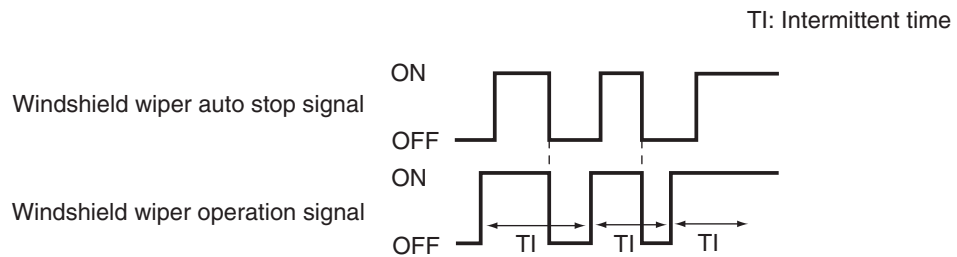 TI: Intermittent time
ON
Windshield wiper auto stop signal
OFF
ON
Windshield wiper operation signal
OFF
TI
TI
TI